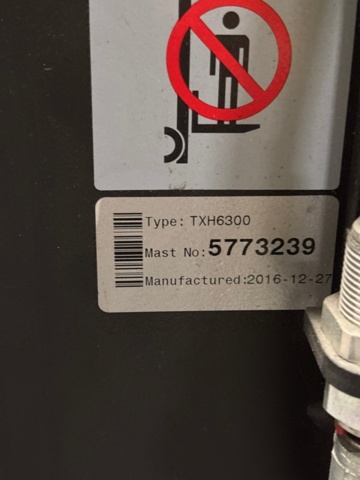 Type: TXH6300
Mast No:5773239
Manufactured:2016-12-27